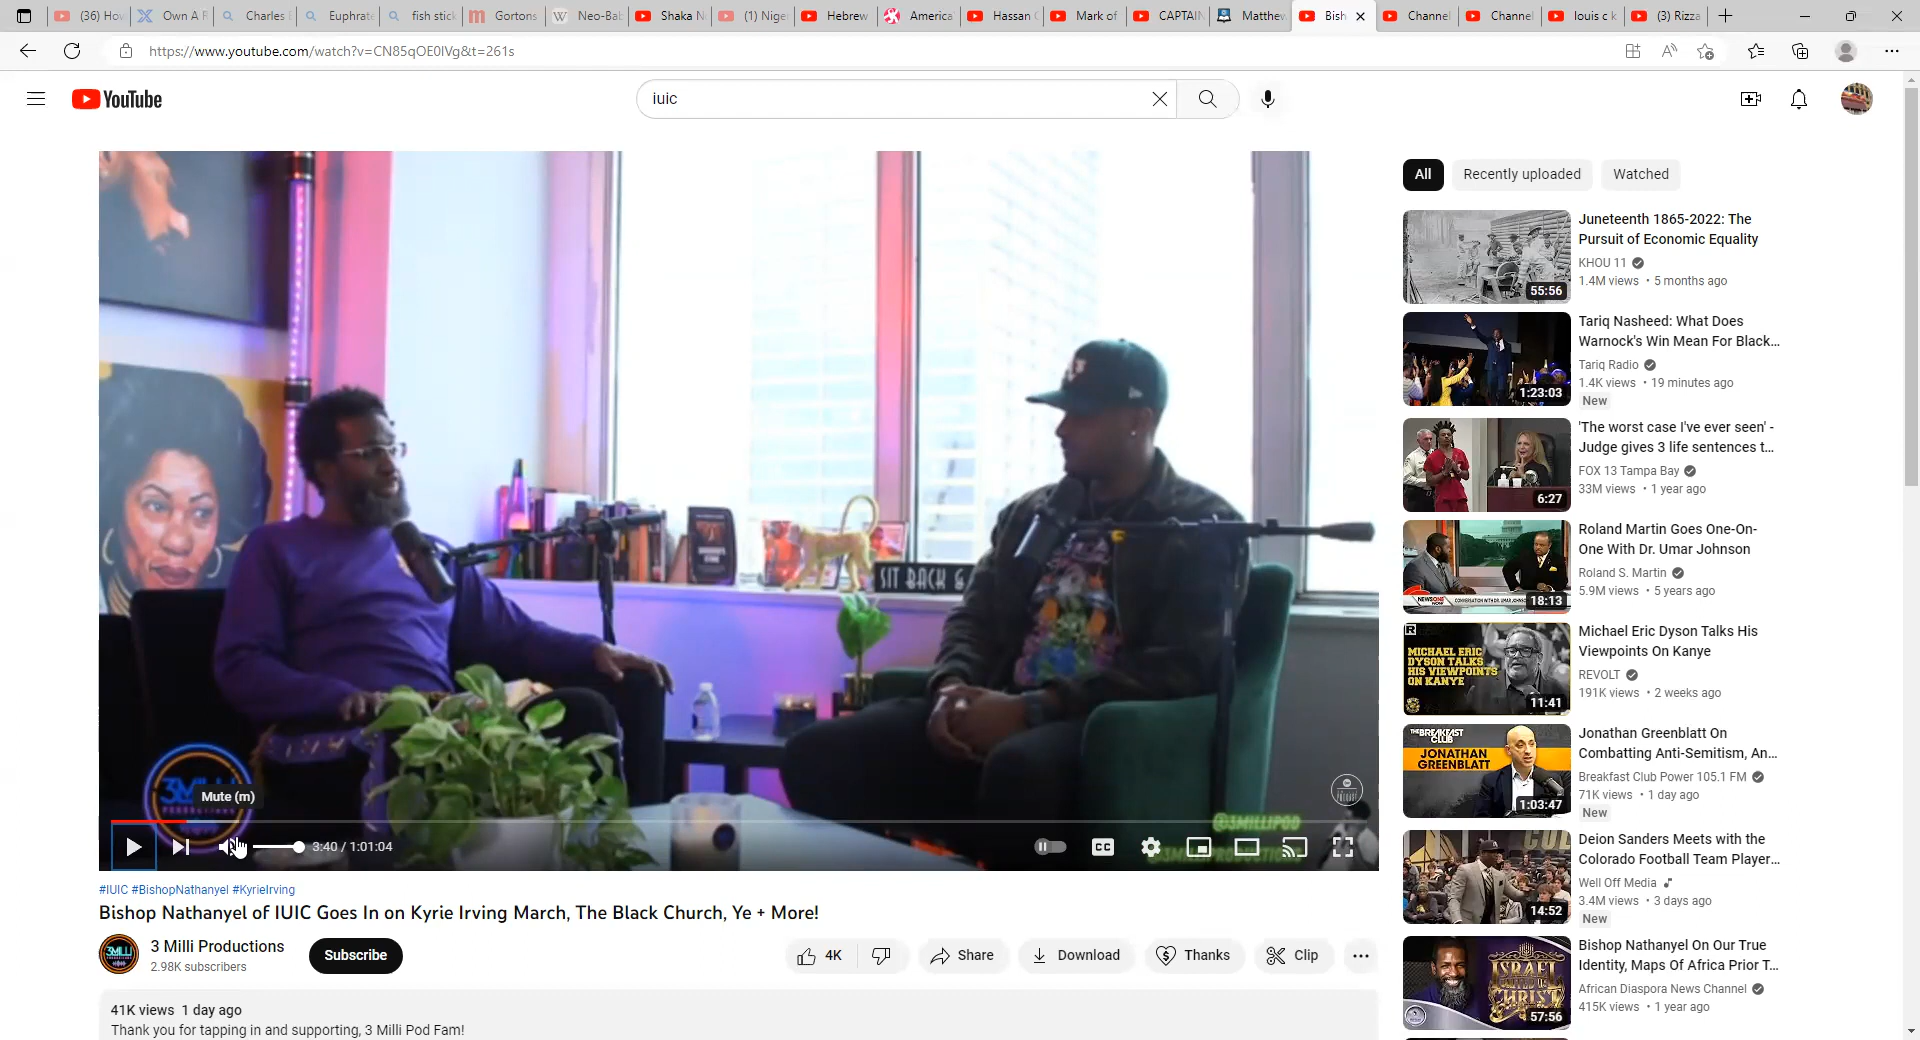 (36) Hov
Own A R
Charles
Euphrate
fish stick
Gortons
Neo-Bab
Shaka N
(1) Nige
Hebrew
America
Hassan
Mark of
CAPTAIN
Matthew
Bish
Channel
Channel
louis c k
(3) Rizza
https://www.youtube.com/watch?v=CN85qOE0lVg&t=261s
YouTube
iuic
SIT BACK &
3Milli
@3MILLIPOD
Mute (m)
3:40 / 1:01:04
CC
#IUIC #BishopNathanyel #KyrieIrving
Bishop Nathanyel of IUIC Goes In on Kyrie Irving March, The Black Church, Ye + More!
3 Milli Productions
2.98K subscribers
Subscribe
4K
Share
Download
Thanks
Clip
41K views 1 day ago
Thank you for tapping in and supporting, 3 Milli Pod Fam!
All
Recently uploaded
Watched
55:56
Juneteenth 1865-2022: The
Pursuit of Economic Equality
KHOU 11
1.4M views • 5 months ago
1:23:03
Tariq Nasheed: What Does
Warnock's Win Mean For Black...
Tariq Radio
1.4K views • 19 minutes ago
New
6:27
'The worst case I've ever seen' -
Judge gives 3 life sentences t...
FOX 13 Tampa Bay
33M views • 1 year ago
18:13
Roland Martin Goes One-On-
One With Dr. Umar Johnson
Roland S. Martin
5.9M views • 5 years ago
MICHAEL ERIC
DYSON TALKS
HIS VIEWPOINTS
ON KANYE
11:41
Michael Eric Dyson Talks His
Viewpoints On Kanye
REVOLT
191K views • 2 weeks ago
THE BREAKFAST
CLUB
JONATHAN
GREENBLATT
1:03:47
Jonathan Greenblatt On
Combatting Anti-Semitism, An...
Breakfast Club Power 105.1 FM
71K views • 1 day ago
New
14:52
Deion Sanders Meets with the
Colorado Football Team Player...
Well Off Media
3.4M views • 3 days ago
New
ISRAEL
UNITED IN
CHRIST
57:56
Bishop Nathanyel On Our True
Identity, Maps Of Africa Prior T...
African Diaspora News Channel
415K views • 1 year ago